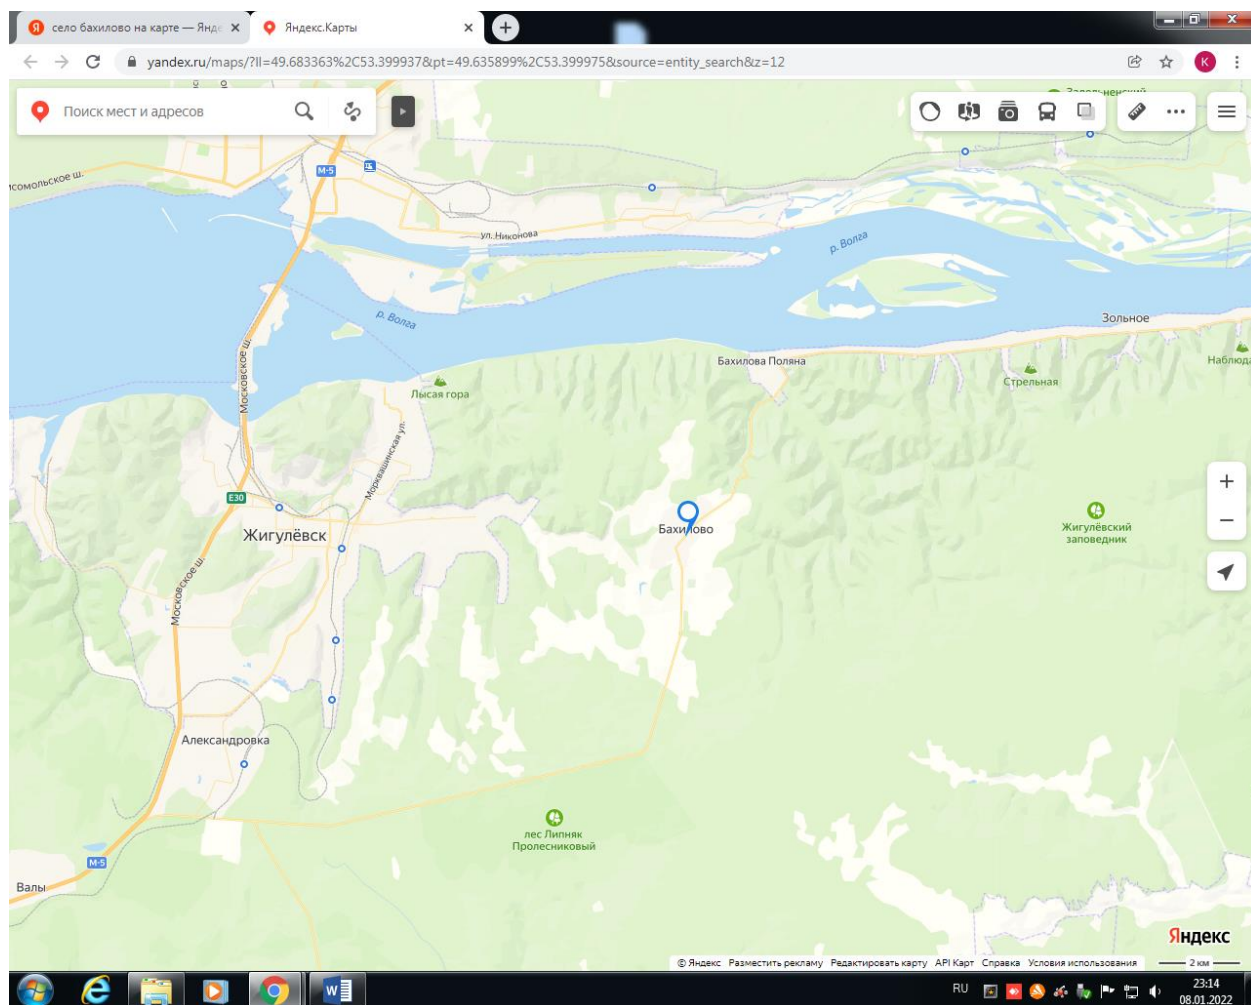 село бахилово на карте — Янде
Яндекс.Карты
yandex.ru/maps/?ll=49.683363%2C53.399937&pt=49.635899%2C53.399975&source=entity_search&z=12
K
Поиск мест и адресов
М-5
ул. Никонова
р. Волга
р. Волга
Московское ш.
Зольное
Бахилова Поляна
Стрельная
Лысая гора
Морквашинская ул.
E30
Жигулёвск
Бахилово
Жигулёвский
заповедник
Московское ш.
Александровка
лес Липняк
Пролесниковый
М-5
Валы
Яндекс
© Яндекс Разместить рекламу Редактировать карту API Карт Справка Условия использования 2 км
RU
23:14
08.01.2022